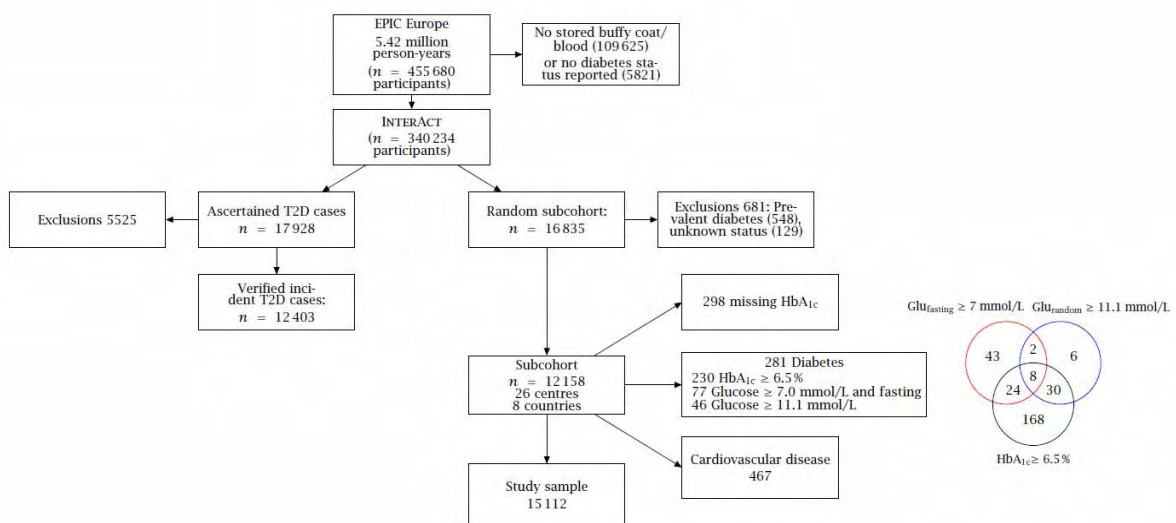 EPIC Europe
5.42 million
person-years
(n = 455 680
participants)
No stored buffy coat/
blood (109 625)
or no diabetes sta-
tus reported (5821)
INTERACT
(n = 340 234
participants)
Exclusions 5525
Ascertained T2D cases
n = 17 928
Random subcohort:
n = 16 835
Exclusions 681: Pre-
valent diabetes (548),
unknown status (129)
Verified inci-
dent T2D cases:
n = 12 403
298 missing HbA1c
Subcohort
n = 12 158
26 centres
8 countries
281 Diabetes
230 HbA1c ≥ 6.5 %
77 Glucose ≥ 7.0 mmol/L and fasting
46 Glucose ≥ 11.1 mmol/L
Cardiovascular disease
467
Study sample
15 112
Glufasting ≥ 7 mmol/L
Glurandom ≥ 11.1 mmol/L
43
2
6
8
24
30
168
HbA1c ≥ 6.5 %